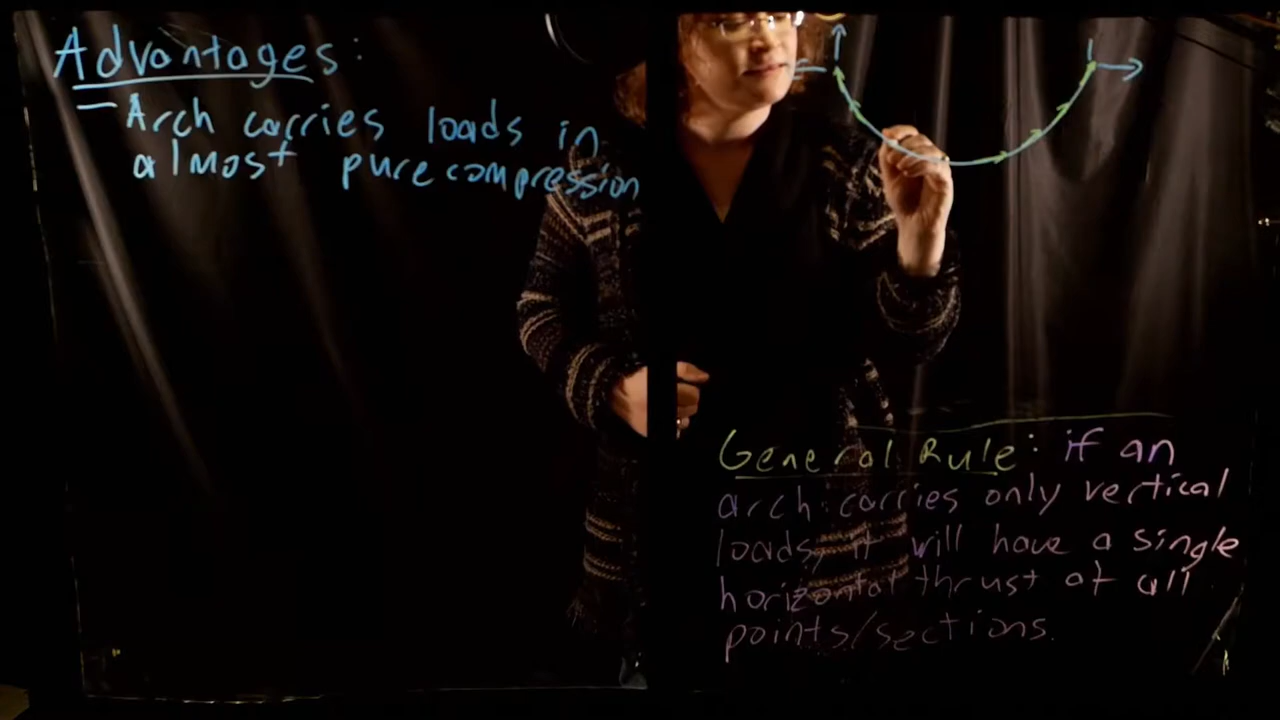 Advantages:
- Arch carries loads in
almost pure compression
General Rule: if an
arch carries only vertical
loads, it will have a single
horizontal thrust at all
points/sections.